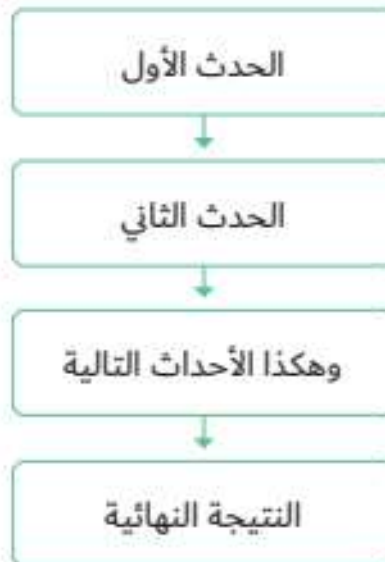 الحدث الأول
الحدث الثاني
وهكذا الأحداث التالية
النتيجة النهائية